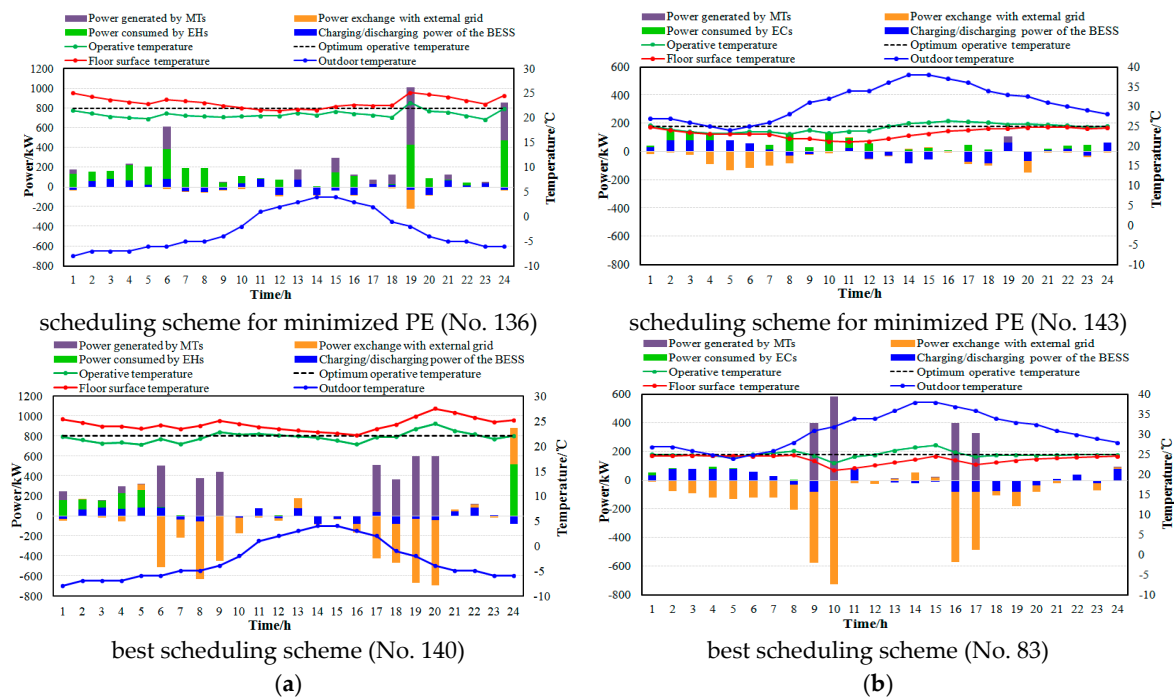 Power generated by MTs
Power exchange with external grid
Power consumed by EHs
Charging/discharging power of the BESS
Operative temperature
Optimum operative temperature
Floor surface temperature
Outdoor temperature
1200
1000
800
600
400
200
0
-200
-400
-600
-800
Power/kW
30
25
20
15
10
5
0
-5
-10
Temperature/℃
1 2 3 4 5 6 7 8 9 10 11 12 13 14 15 16 17 18 19 20 21 22 23 24
Time/h
scheduling scheme for minimized PE (No. 136)
Power generated by MTs
Power exchange with external grid
Power consumed by ECs
Charging/discharging power of the BESS
Operative temperature
Optimum operative temperature
Floor surface temperature
Outdoor temperature
600
400
200
0
-200
-400
-600
-800
Power/kW
40
35
30
25
20
15
10
5
0
-5
-10
Temperature/℃
1 2 3 4 5 6 7 8 9 10 11 12 13 14 15 16 17 18 19 20 21 22 23 24
Time/h
scheduling scheme for minimized PE (No. 143)
Power generated by MTs
Power exchange with external grid
Power consumed by EHs
Charging/discharging power of the BESS
Operative temperature
Optimum operative temperature
Floor surface temperature
Outdoor temperature
1200
1000
800
600
400
200
0
-200
-400
-600
-800
Power/kW
30
25
20
15
10
5
0
-5
-10
Temperature/℃
1 2 3 4 5 6 7 8 9 10 11 12 13 14 15 16 17 18 19 20 21 22 23 24
Time/h
best scheduling scheme (No. 140)
(a)
Power generated by MTs
Power exchange with external grid
Power consumed by ECs
Charging/discharging power of the BESS
Operative temperature
Optimum operative temperature
Floor surface temperature
Outdoor temperature
600
400
200
0
-200
-400
-600
-800
Power/kW
40
35
30
25
20
15
10
5
0
-5
-10
Temperature/℃
1 2 3 4 5 6 7 8 9 10 11 12 13 14 15 16 17 18 19 20 21 22 23 24
Time/h
best scheduling scheme (No. 83)
(b)